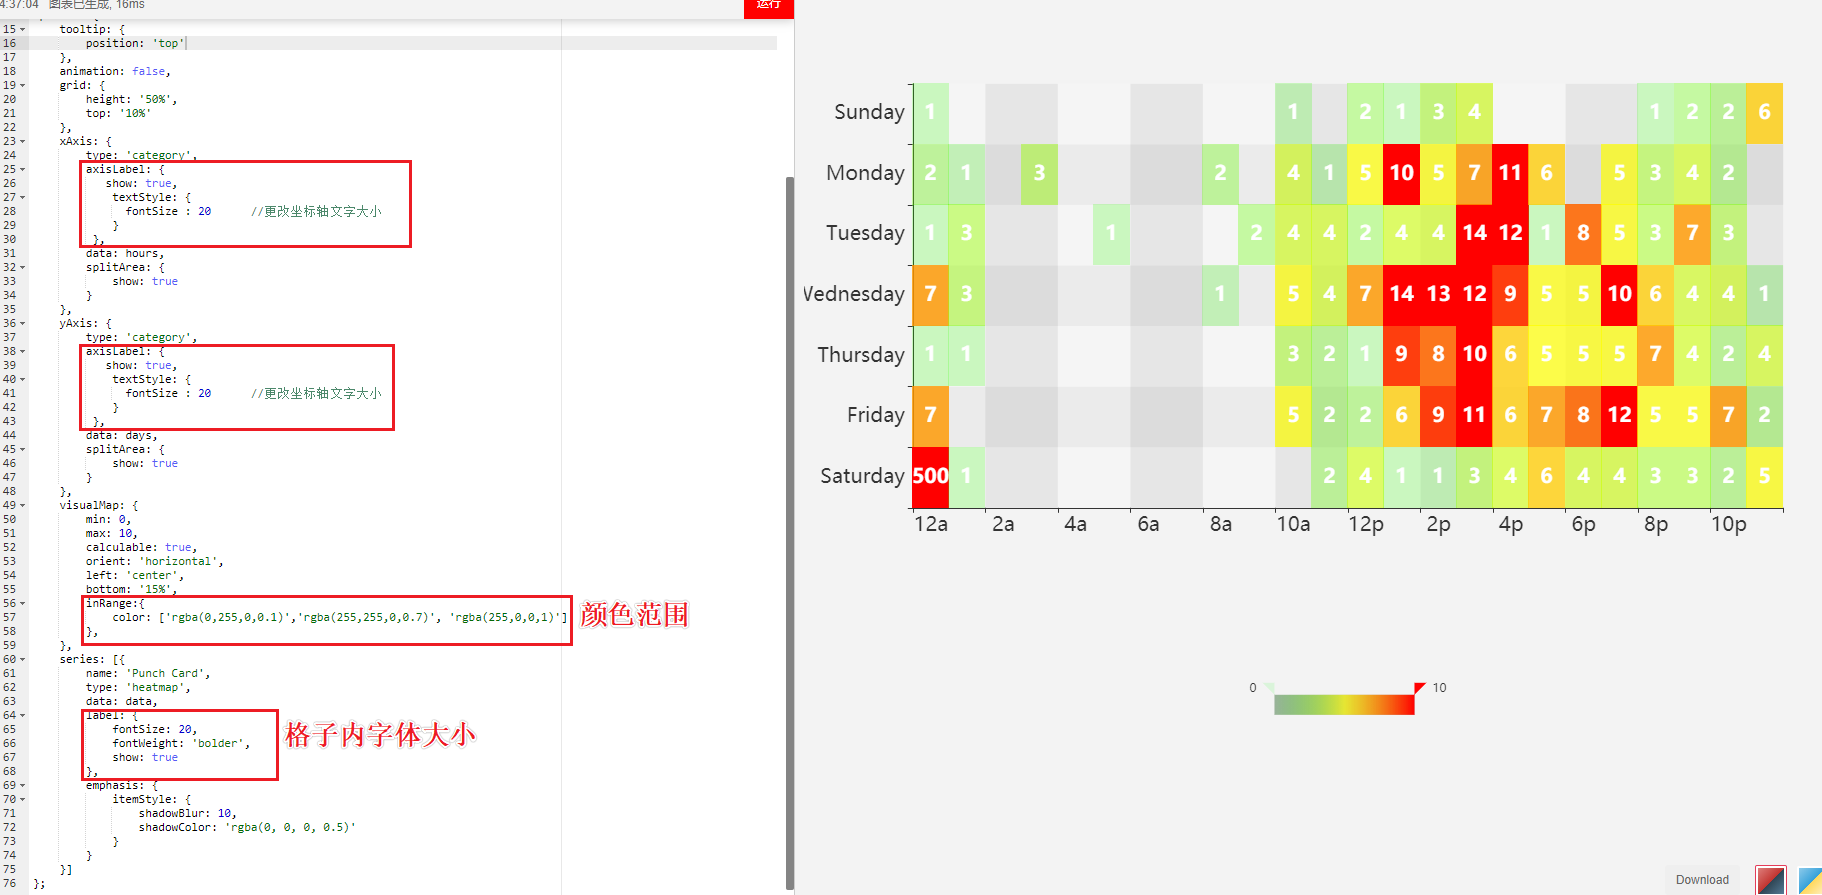 4:37:04 图表已生成, 16ms
运行
15 tooltip: {
16 position: 'top'
17 },
18 animation: false,
19 grid: {
20 height: '50%',
21 top: '10%'
22 },
23 xAxis: {
24 type: 'category',
25 axisLabel: {
26 show: true,
27 textStyle: {
28 fontSize : 20 //更改坐标轴文字大小
29 }
30 },
31 data: hours,
32 splitArea: {
33 show: true
34 }
35 },
36 yAxis: {
37 type: 'category',
38 axisLabel: {
39 show: true,
40 textStyle: {
41 fontSize : 20 //更改坐标轴文字大小
42 }
43 },
44 data: days,
45 splitArea: {
46 show: true
47 }
48 },
49 visualMap: {
50 min: 0,
51 max: 10,
52 calculable: true,
53 orient: 'horizontal',
54 left: 'center',
55 bottom: '15%',
56 inRange:{
57 color: ['rgba(0,255,0,0.1)','rgba(255,255,0,0.7)', 'rgba(255,0,0,1)']
58 },
59 },
60 series: [{
61 name: 'Punch Card',
62 type: 'heatmap',
63 data: data,
64 label: {
65 fontSize: 20,
66 fontWeight: 'bolder',
67 show: true
68 },
69 emphasis: {
70 itemStyle: {
71 shadowBlur: 10,
72 shadowColor: 'rgba(0, 0, 0, 0.5)'
73 }
74 }
75 }]
76 };
颜色范围
格子内字体大小
Sunday 1 1 2 1 3 4 1 2 2 6
Monday 2 1 3 2 4 1 5 10 5 7 11 6 5 3 4 2
Tuesday 1 3 1 2 4 4 2 4 4 14 12 1 8 5 3 7 3
Wednesday 7 3 1 5 4 7 14 13 12 9 5 5 10 6 4 4 1
Thursday 1 1 3 2 1 9 8 10 6 5 5 5 7 4 2 4
Friday 7 5 2 2 6 9 11 6 7 8 12 5 5 7 2
Saturday 500 1 2 4 1 1 3 4 6 4 4 3 3 2 5
12a 2a 4a 6a 8a 10a 12p 2p 4p 6p 8p 10p
0 10
Download